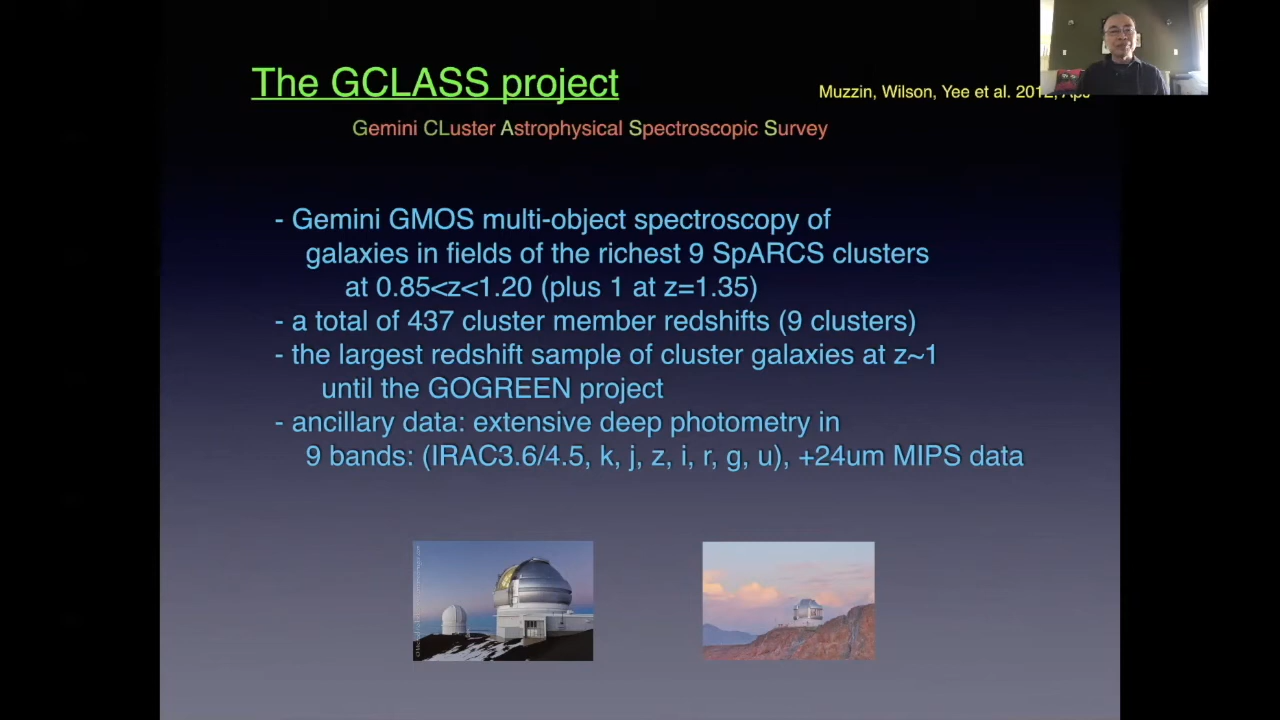 The GCLASS project
Muzzin, Wilson, Yee et al. 2012, ApJ
Gemini CLuster Astrophysical Spectroscopic Survey
- Gemini GMOS multi-object spectroscopy of
galaxies in fields of the richest 9 SpARCS clusters
at 0.85<z<1.20 (plus 1 at z=1.35)
- a total of 437 cluster member redshifts (9 clusters)
- the largest redshift sample of cluster galaxies at z~1
until the GOGREEN project
- ancillary data: extensive deep photometry in
9 bands: (IRAC3.6/4.5, k, j, z, i, r, g, u), +24um MIPS data